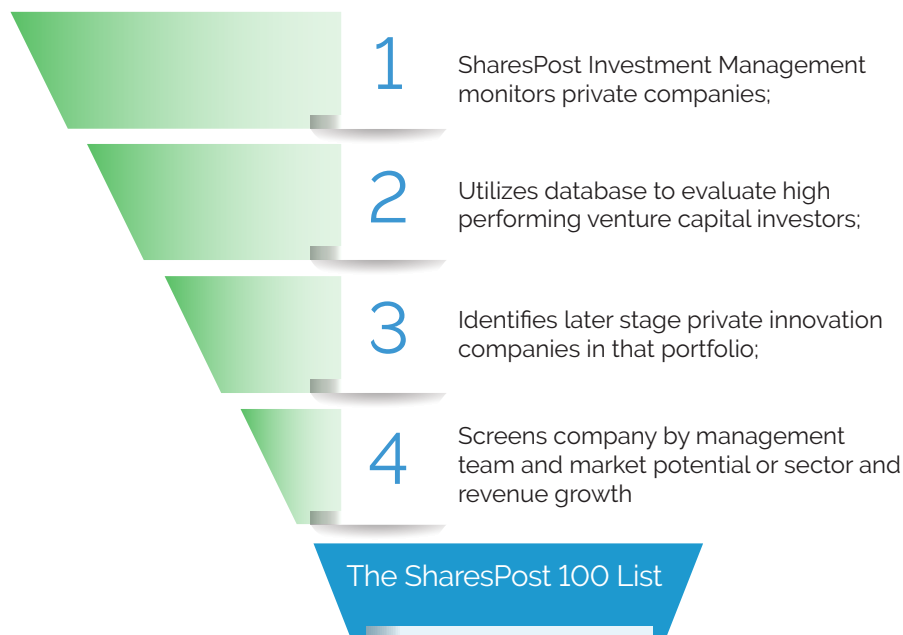 1
SharesPost Investment Management
monitors private companies;
2
Utilizes database to evaluate high
performing venture capital investors;
3
Identifies later stage private innovation
companies in that portfolio;
4
Screens company by management
team and market potential or sector and
revenue growth
The SharesPost 100 List